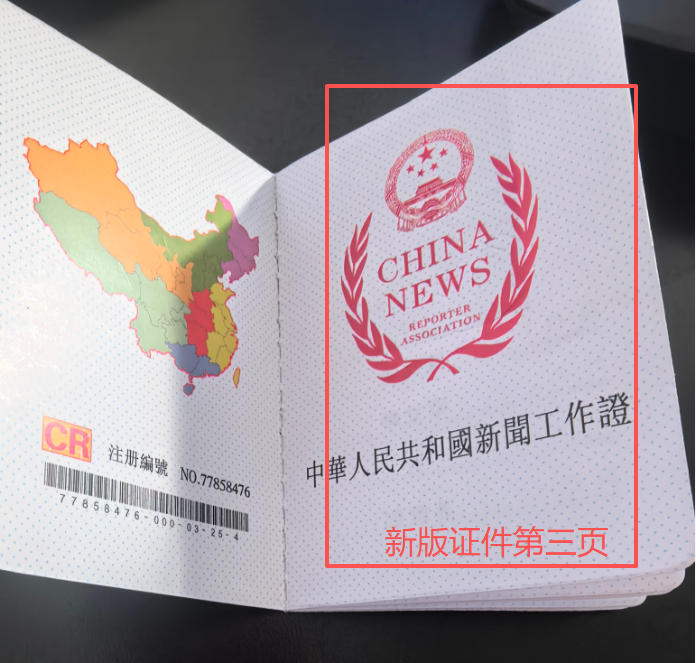 CR
注册編號 NO.77858476
77858476-000-03-25-4
CHINA
NEWS
REPORTER
ASSOCIATION
中華人民共和國新聞工作證
新版证件第三页